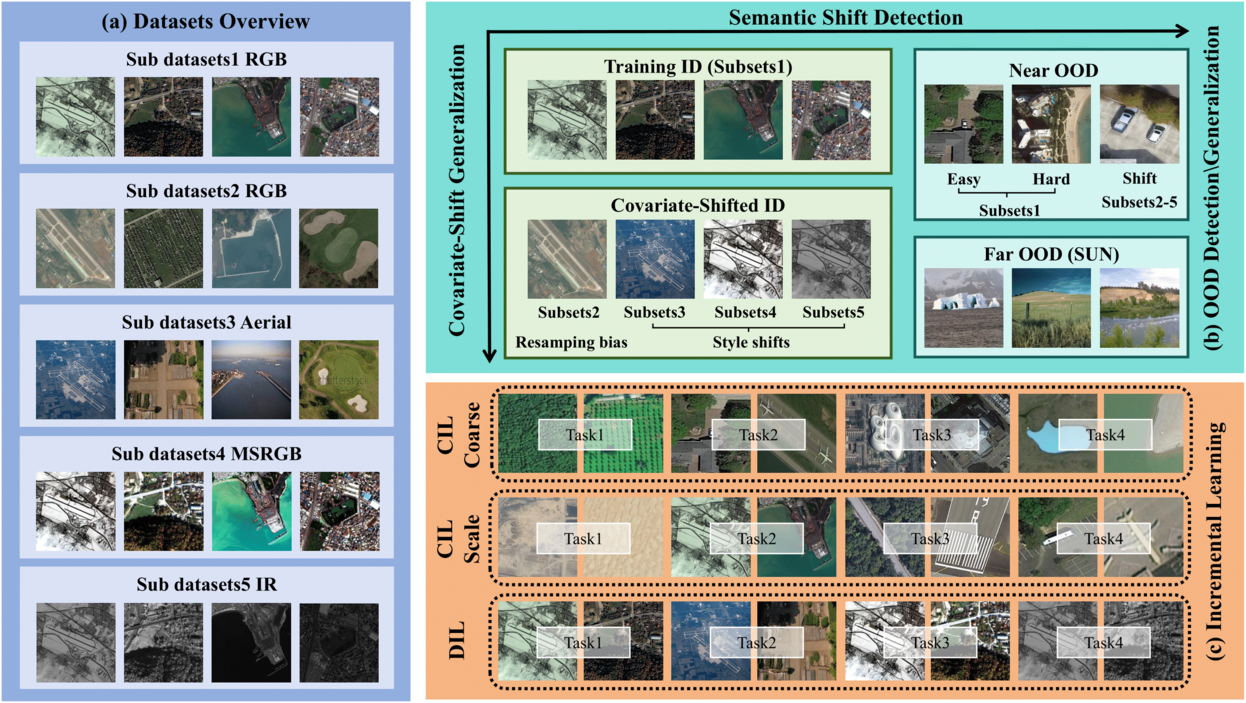 (a) Datasets Overview
Sub datasets1 RGB
Sub datasets2 RGB
Sub datasets3 Aerial
Sub datasets4 MSRGB
Sub datasets5 IR
Semantic Shift Detection
Covariate-Shift Generalization
Training ID (Subsets1)
Covariate-Shifted ID
Subsets2
Subsets3
Subsets4
Subsets5
Resamping bias
Style shifts
Near OOD
Easy
Hard
Shift
Subsets1
Subsets2-5
Far OOD (SUN)
(b) OOD Detection\Generalization
CIL
Coarse
Task1
Task2
Task3
Task4
CIL
Scale
Task1
Task2
Task3
Task4
DIL
Task1
Task2
Task3
Task4
(c) Incremental Learning